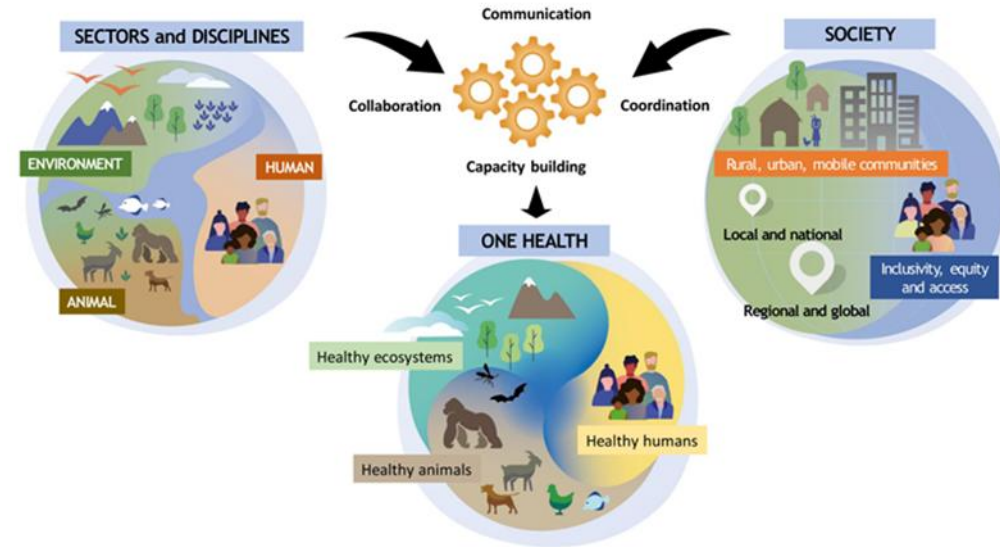 Communication
SECTORS and DISCIPLINES
SOCIETY
Collaboration
Coordination
ENVIRONMENT
HUMAN
Rural, urban, mobile communities
Capacity building
Local and national
ONE HEALTH
Inclusivity, equity
and access
ANIMAL
Regional and global
Healthy ecosystems
Healthy humans
Healthy animals